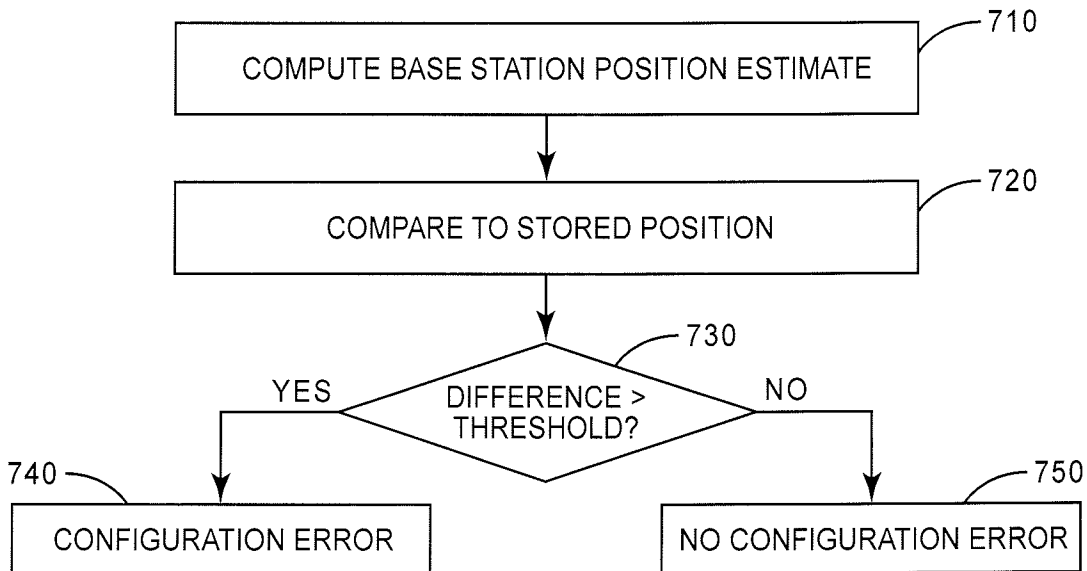 710
COMPUTE BASE STATION POSITION ESTIMATE
720
COMPARE TO STORED POSITION
730
YES
DIFFERENCE >
THRESHOLD?
NO
740
CONFIGURATION ERROR
750
NO CONFIGURATION ERROR